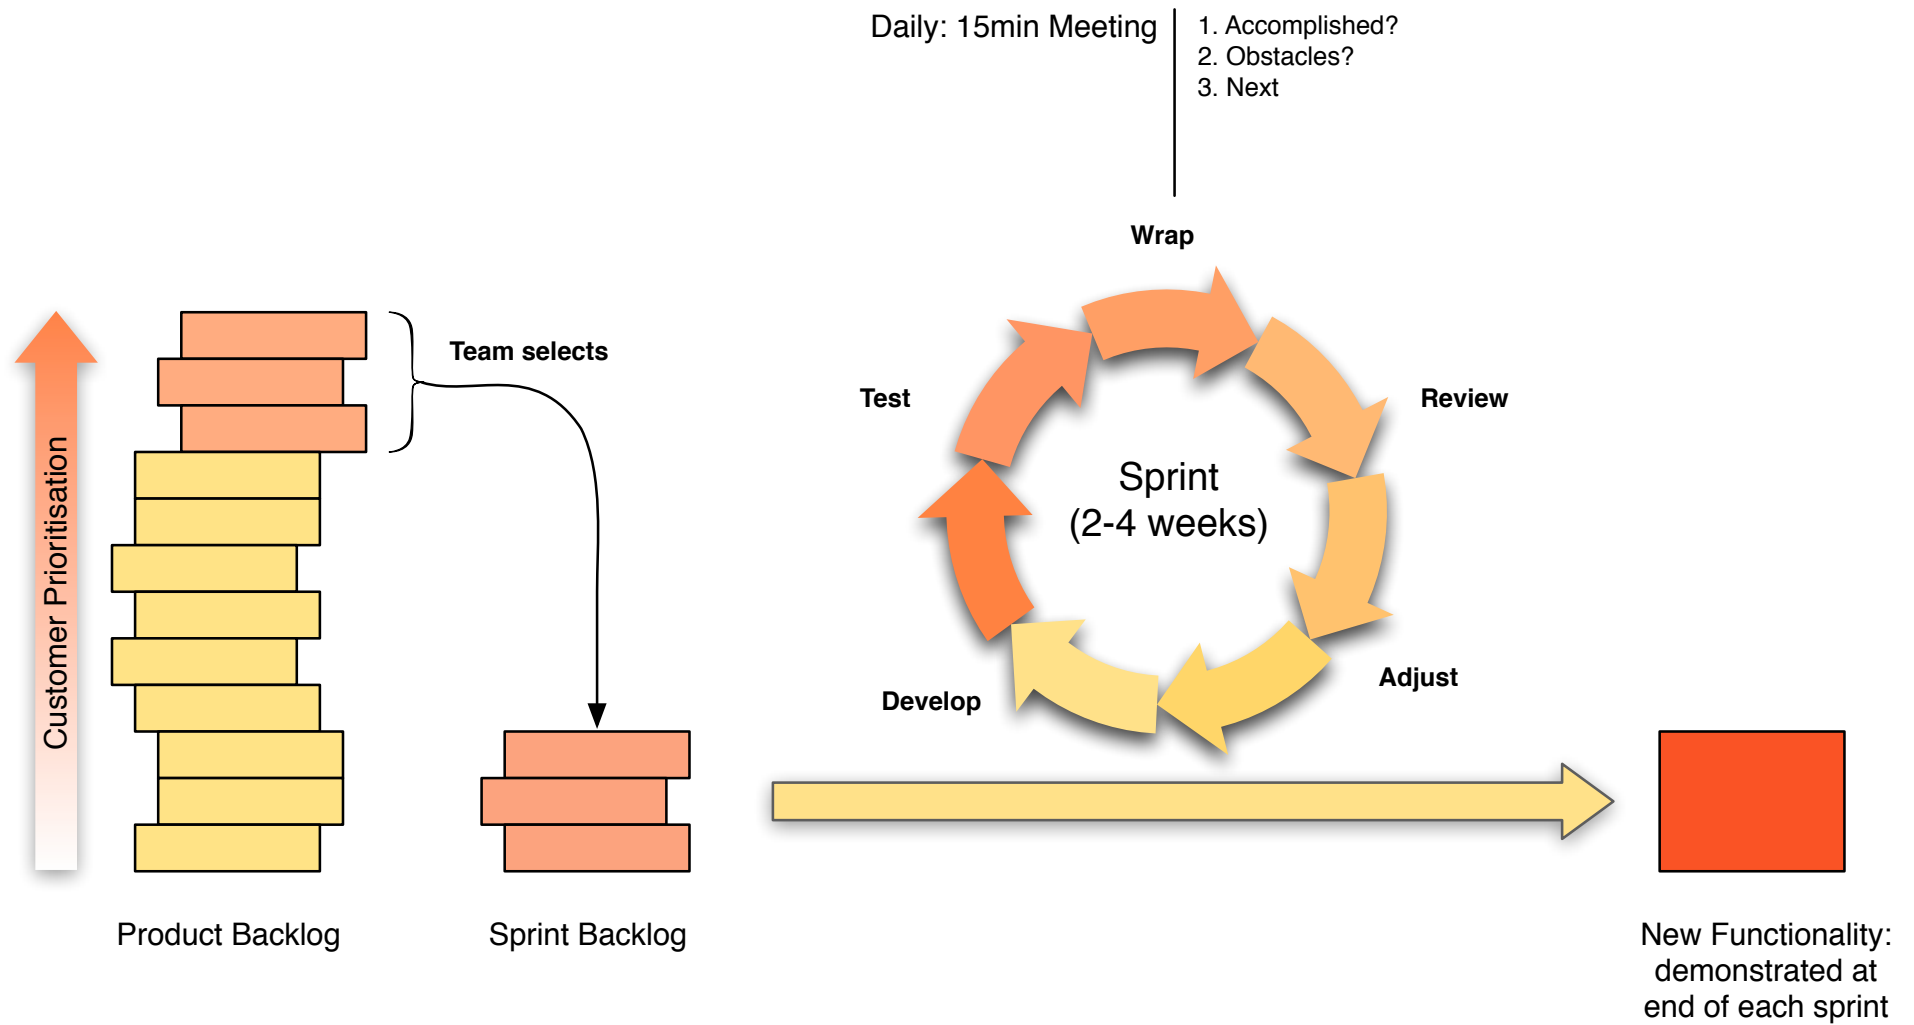 Daily: 15min Meeting
1. Accomplished?
2. Obstacles?
3. Next
Wrap
Team selects
Test
Review
Customer Prioritisation
Sprint
(2-4 weeks)
Adjust
Develop
Product Backlog
Sprint Backlog
New Functionality:
demonstrated at
end of each sprint